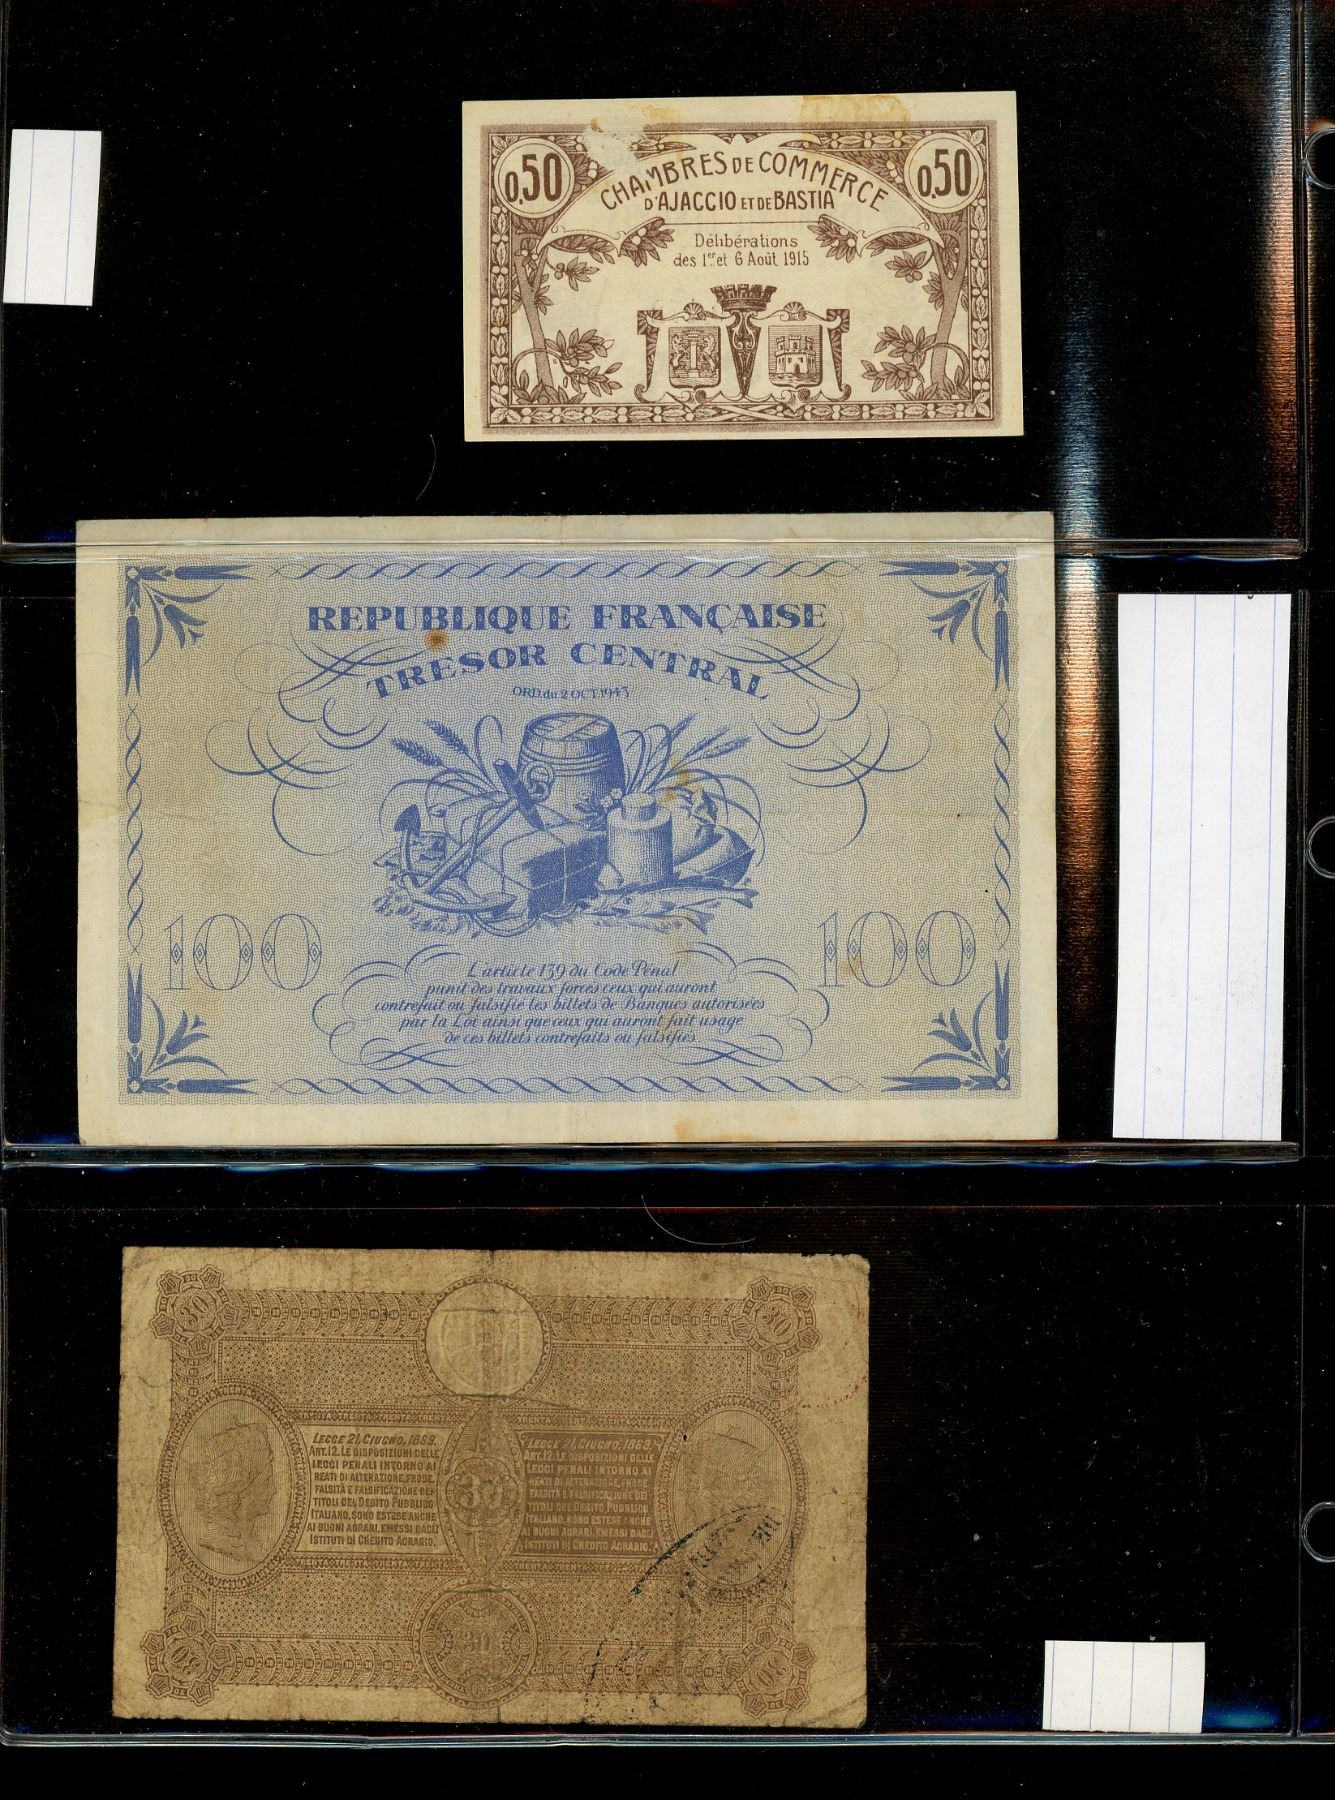 0,50
0,50
CHAMBRES DE COMMERCE
D'AJACCIO ET DE BASTIA
Délibérations
des 1er et 6 Août 1915
REPUBLIQUE FRANÇAISE
TRESOR CENTRAL
ORD. du 2 OCT. 1943
100
100
L'article 139 du Code Pénal
punit des travaux forcés ceux qui auront
contrefait ou falsifié les billets de Banques autorisées
par la Loi ainsi que ceux qui auront fait usage
de ces billets contrefaits ou falsifiés
30
30
LEGGE 21, GIUGNO, 1869.
ART. 12. LE DISPOSIZIONI DELLE
LEGGI PENALI INTORNO AI
REATI DI ALTERAZIONE, FRODE,
FALSITÀ E FALSIFICAZIONE DEI
TITOLI DEL DEBITO PUBBLICO
ITALIANO, SONO ESTESE ANCHE
AI BUONI AGRARI, EMESSI DAGLI
ISTITUTI DI CREDITO AGRARIO.
30
LEGGE 21, GIUGNO, 1869.
ART. 12. LE DISPOSIZIONI DELLE
LEGGI PENALI INTORNO AI
REATI DI ALTERAZIONE, FRODE,
FALSITÀ E FALSIFICAZIONE DEI
TITOLI DEL DEBITO PUBBLICO
ITALIANO, SONO ESTESE ANCHE
AI BUONI AGRARI, EMESSI DAGLI
ISTITUTI DI CREDITO AGRARIO.
30
30
30